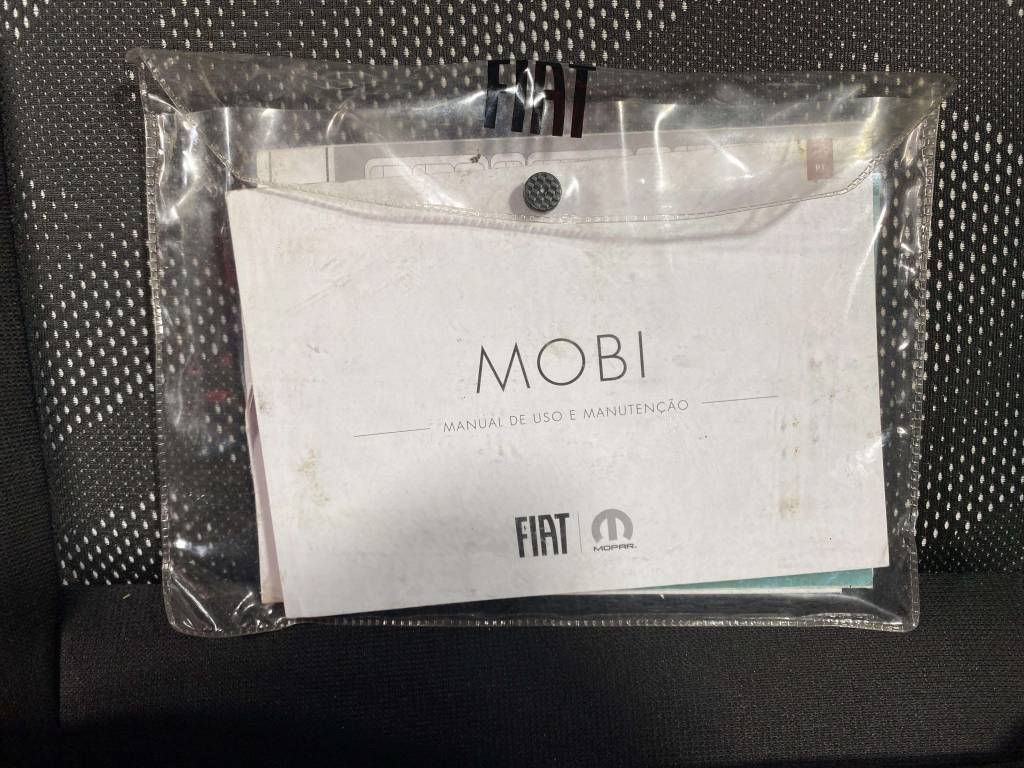 FIAT
MOBI
MANUAL DE USO E MANUTENÇÃO
FIAT
MOPAR®